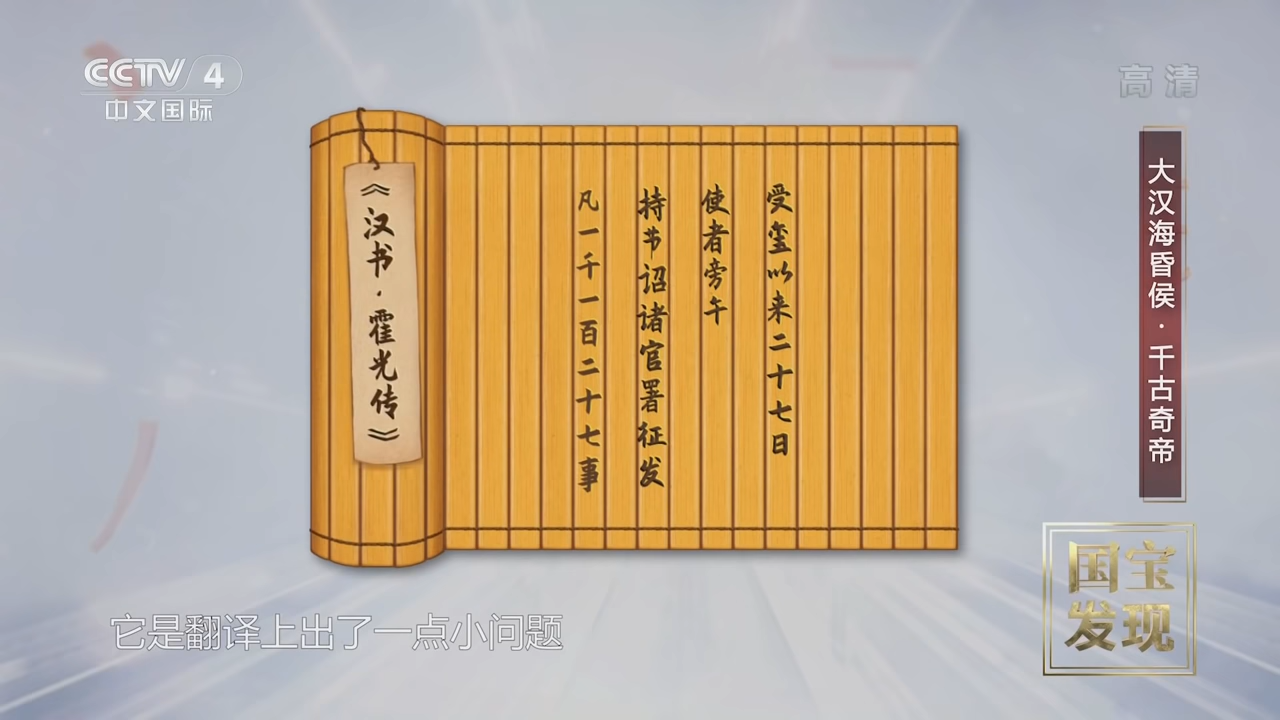 CCTV 4
中文国际
高清
大汉海昏侯·千古奇帝
《汉书·霍光传》
受玺以来二十七日
使者旁午
持节诏诸官署征发
凡一千一百二十七事
国宝
发现
它是翻译上出了一点小问题